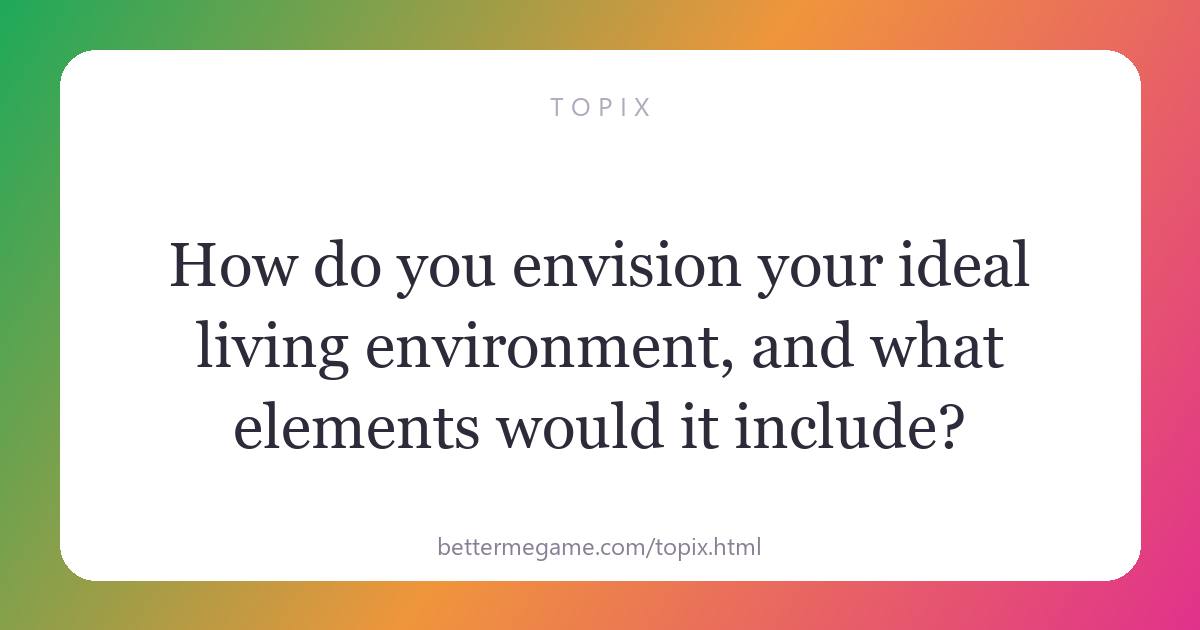 TOPIX
How do you envision your ideal
living environment, and what
elements would it include?
bettermegame.com/topix.html